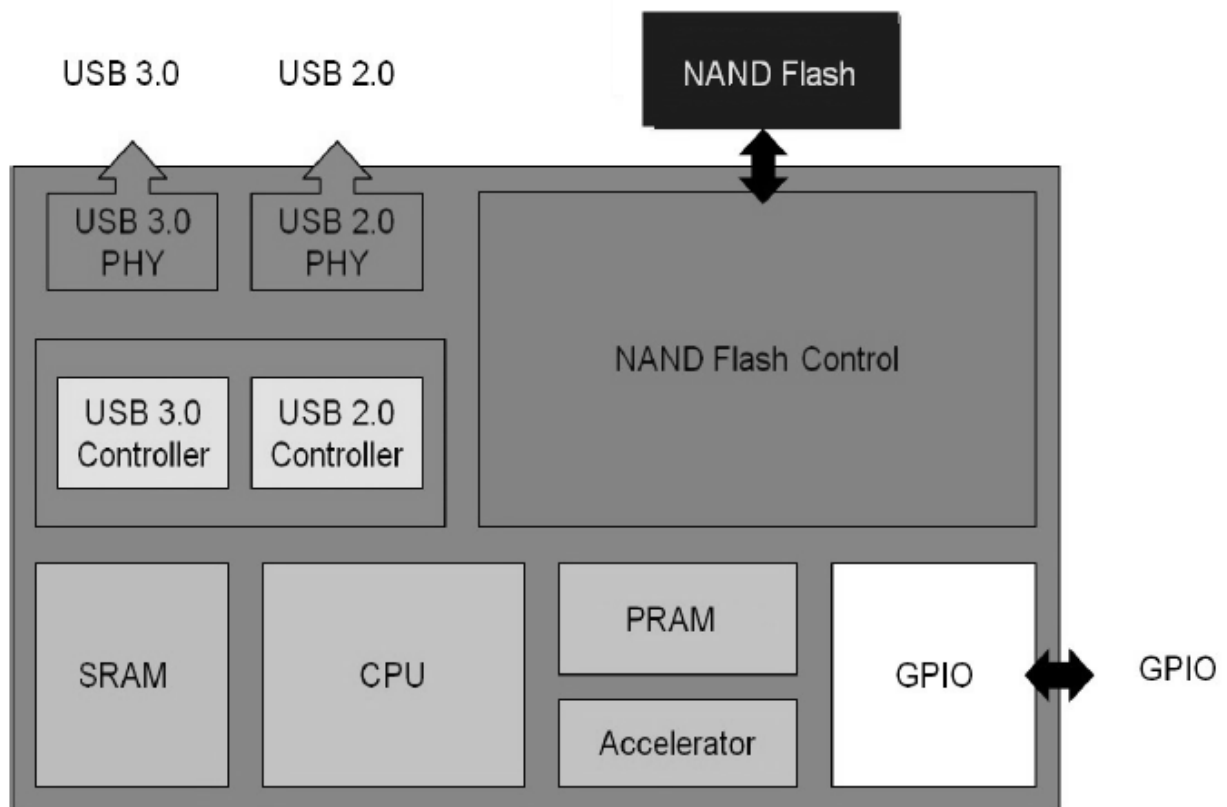 USB 3.0
USB 2.0
NAND Flash
USB 3.0
PHY
USB 2.0
PHY
NAND Flash Control
USB 3.0
Controller
USB 2.0
Controller
SRAM
CPU
PRAM
Accelerator
GPIO
GPIO